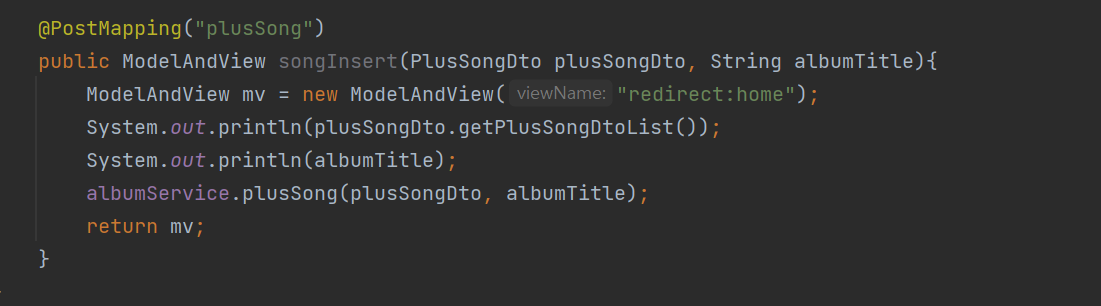 @PostMapping("plusSong")
public ModelAndView songInsert(PlusSongDto plusSongDto, String albumTitle){
    ModelAndView mv = new ModelAndView( viewName: "redirect:home");
    System.out.println(plusSongDto.getPlusSongDtoList());
    System.out.println(albumTitle);
    albumService.plusSong(plusSongDto, albumTitle);
    return mv;
}